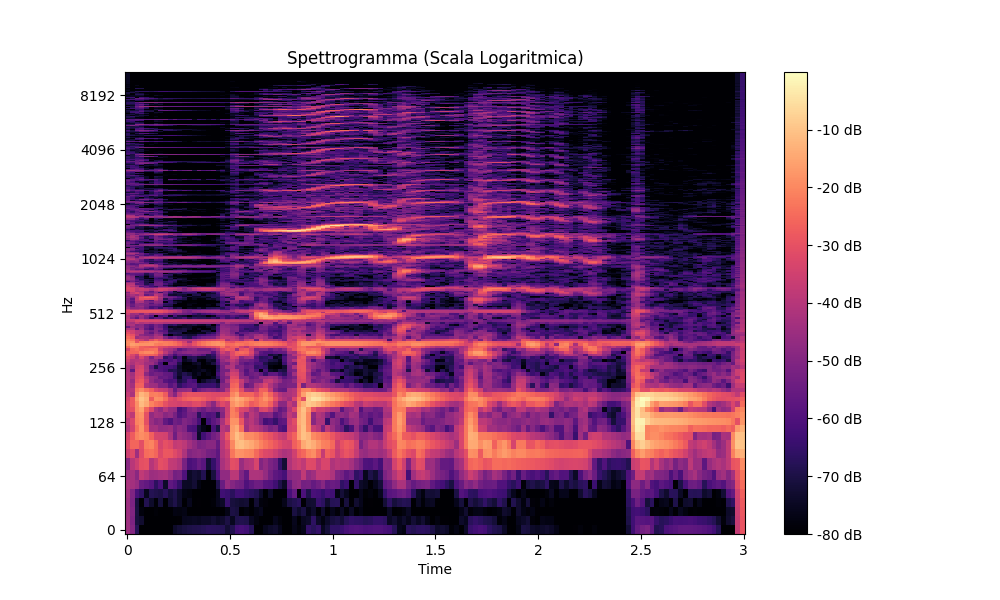 Spettrogramma (Scala Logaritmica)
Hz
8192
4096
2048
1024
512
256
128
64
0
0 0.5 1 1.5 2 2.5 3
Time
-10 dB
-20 dB
-30 dB
-40 dB
-50 dB
-60 dB
-70 dB
-80 dB